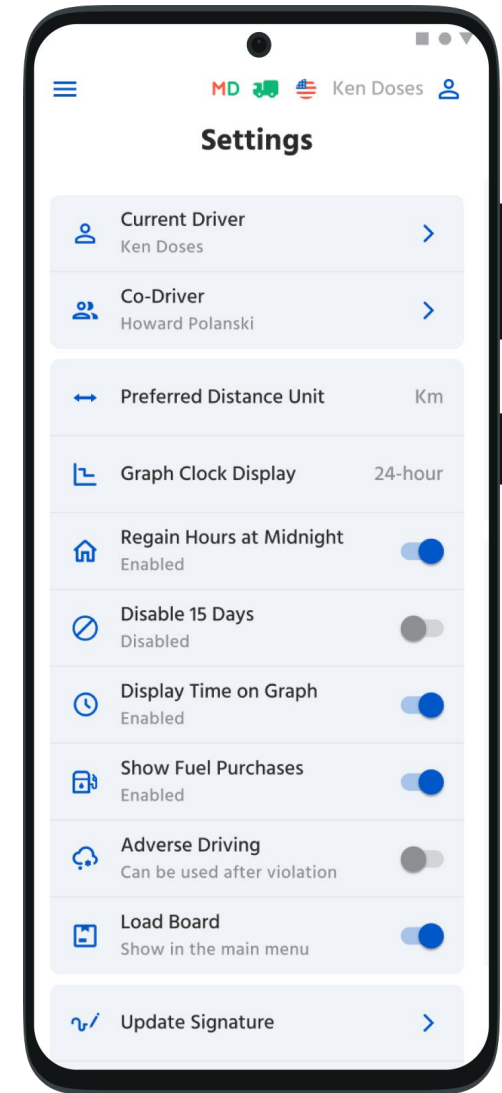 MD Ken Doses
Settings
Current Driver
Ken Doses
Co-Driver
Howard Polanski
Preferred Distance Unit Km
Graph Clock Display 24-hour
Regain Hours at Midnight
Enabled
Disable 15 Days
Disabled
Display Time on Graph
Enabled
Show Fuel Purchases
Enabled
Adverse Driving
Can be used after violation
Load Board
Show in the main menu
Update Signature